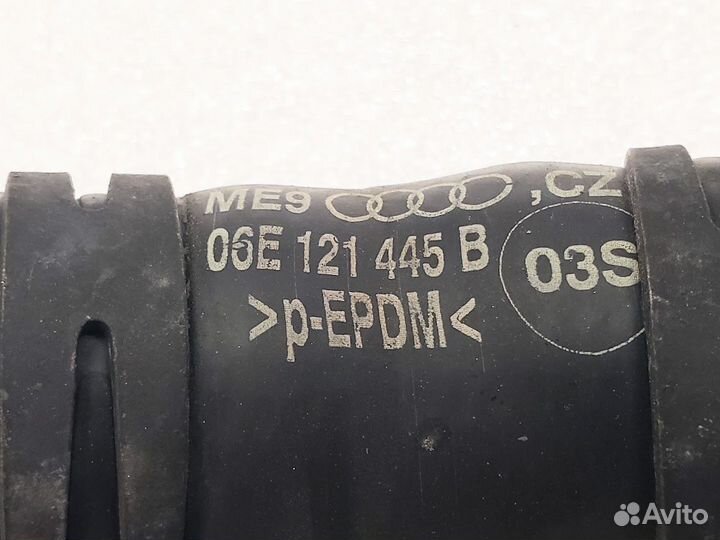 ME9 ,CZ
06E 121 445 B
03S
>p-EPDM<
Avito